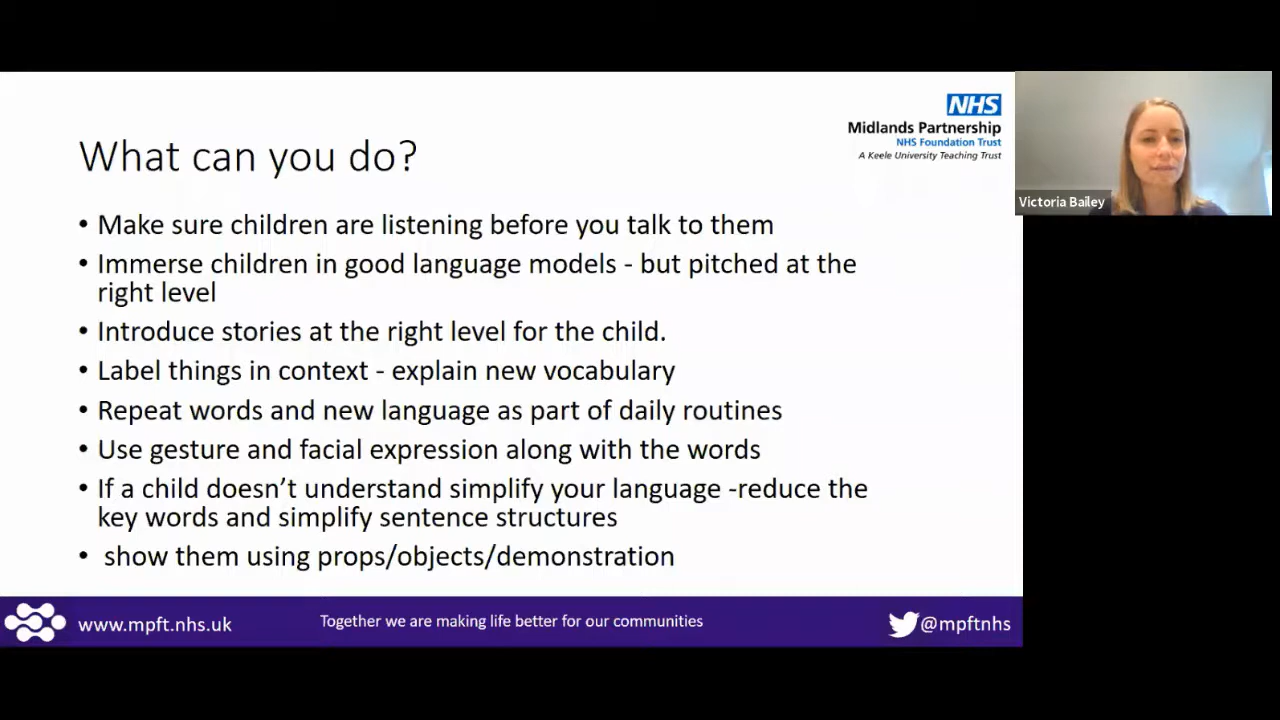 NHS
Midlands Partnership
NHS Foundation Trust
A Keele University Teaching Trust
What can you do?
• Make sure children are listening before you talk to them
• Immerse children in good language models - but pitched at the
right level
• Introduce stories at the right level for the child.
• Label things in context - explain new vocabulary
• Repeat words and new language as part of daily routines
• Use gesture and facial expression along with the words
• If a child doesn’t understand simplify your language -reduce the
key words and simplify sentence structures
• show them using props/objects/demonstration
www.mpft.nhs.uk
Together we are making life better for our communities
@mpftnhs
Victoria Bailey